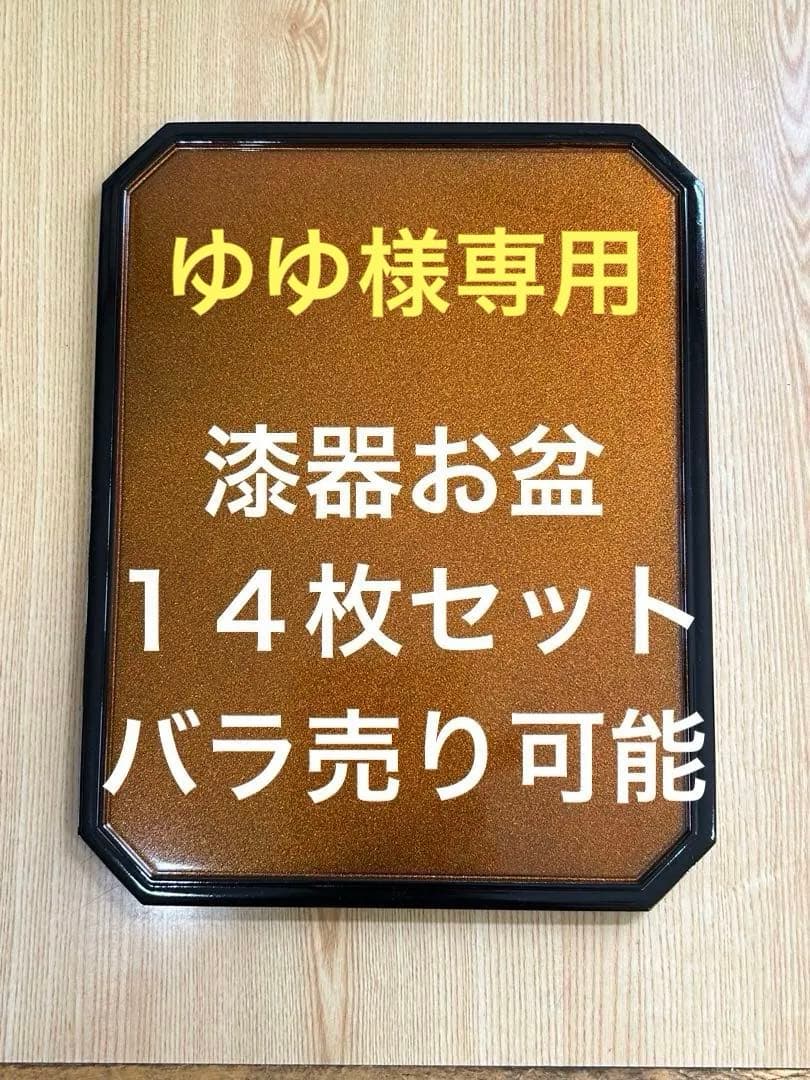 ゆゆ様専用
漆器お盆
１４枚セット
バラ売り可能